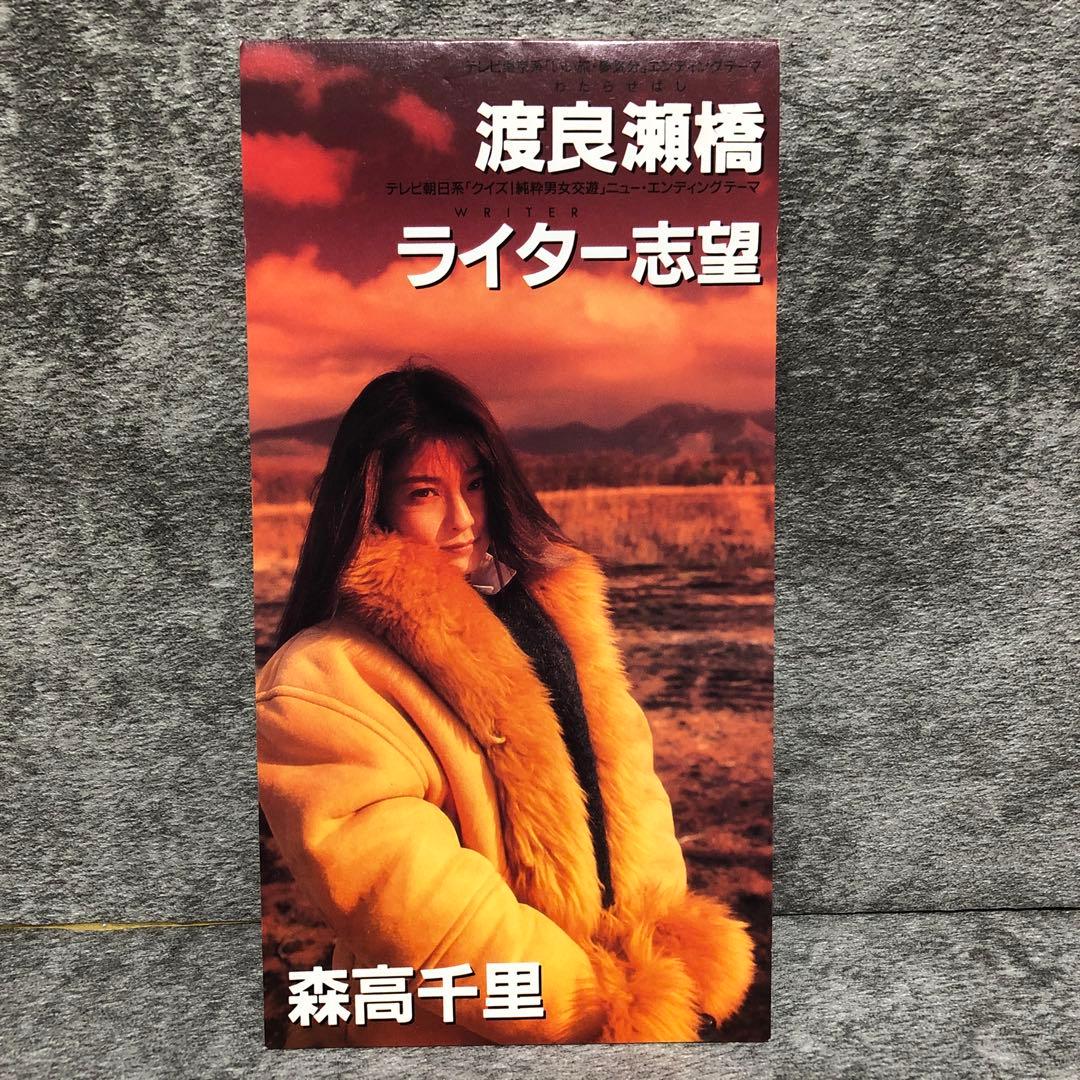 テレビ東京系「いい旅・夢気分」エンディングテーマ
わたらせばし
渡良瀬橋
テレビ朝日系「クイズ!純粋男女交遊」ニュー・エンディングテーマ
WRITER
ライター志望
森高千里